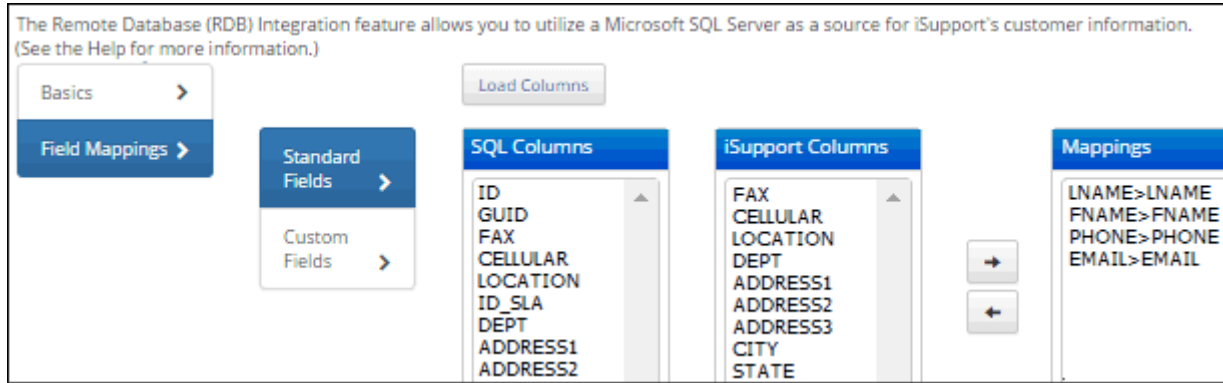 The Remote Database (RDB) Integration feature allows you to utilize a Microsoft SQL Server as a source for iSupport's customer information.
(See the Help for more information.)
Basics
Field Mappings
Standard
Fields
Custom
Fields
Load Columns
SQL Columns
ID
GUID
FAX
CELLULAR
LOCATION
ID_SLA
DEPT
ADDRESS1
ADDRESS2
iSupport Columns
FAX
CELLULAR
LOCATION
DEPT
ADDRESS1
ADDRESS2
ADDRESS3
CITY
STATE
Mappings
LNAME>LNAME
FNAME>FNAME
PHONE>PHONE
EMAIL>EMAIL